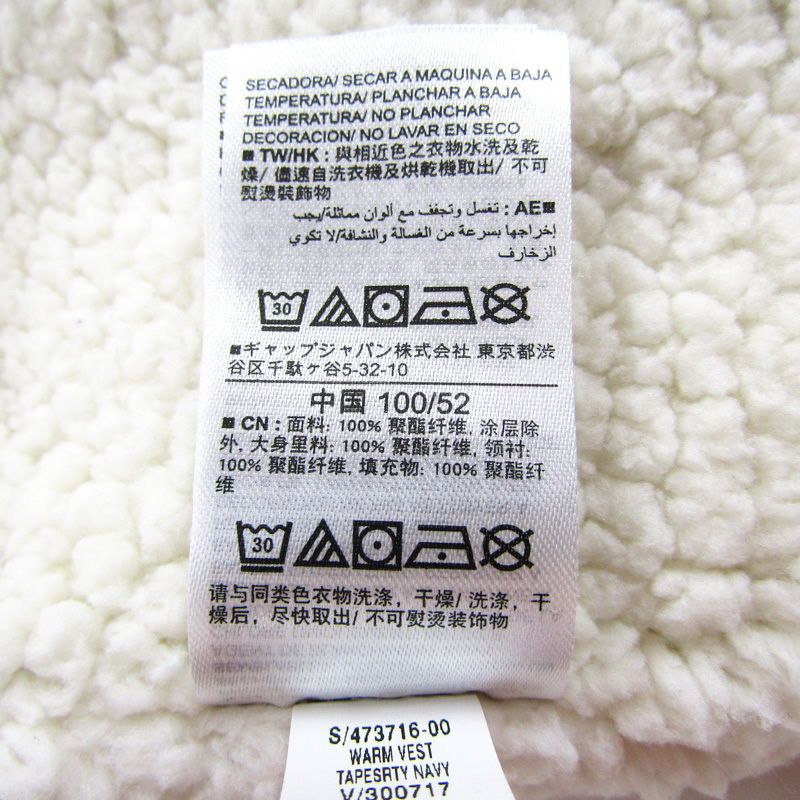 SECADORA/ SECAR A MAQUINA A BAJA
TEMPERATURA/ PLANCHAR A BAJA
TEMPERATURA/ NO PLANCHAR
DECORACION/ NO LAVAR EN SECO
■ TW/HK : 與相近色之衣物水洗及乾
燥/ 儘速自洗衣機及烘乾機取出/ 不可
熨燙裝飾物
■AE : تغسل وتجفف مع ألوان مماثلة/يجب
إخراجها بسرعة من الغسالة والنشافة/لا تكوي
الزخارف
30
■ギャップジャパン株式会社 東京都渋
谷区千駄ヶ谷5-32-10
中国 100/52
■ CN : 面料: 100% 聚酯纤维, 涂层除
外, 大身里料: 100% 聚酯纤维, 领衬:
100% 聚酯纤维, 填充物: 100% 聚酯纤
维
30
请与同类色衣物洗涤，干燥/ 洗涤，干
燥后，尽快取出/ 不可熨烫装饰物
S/473716-00
WARM VEST
TAPESRTY NAVY
V/300717